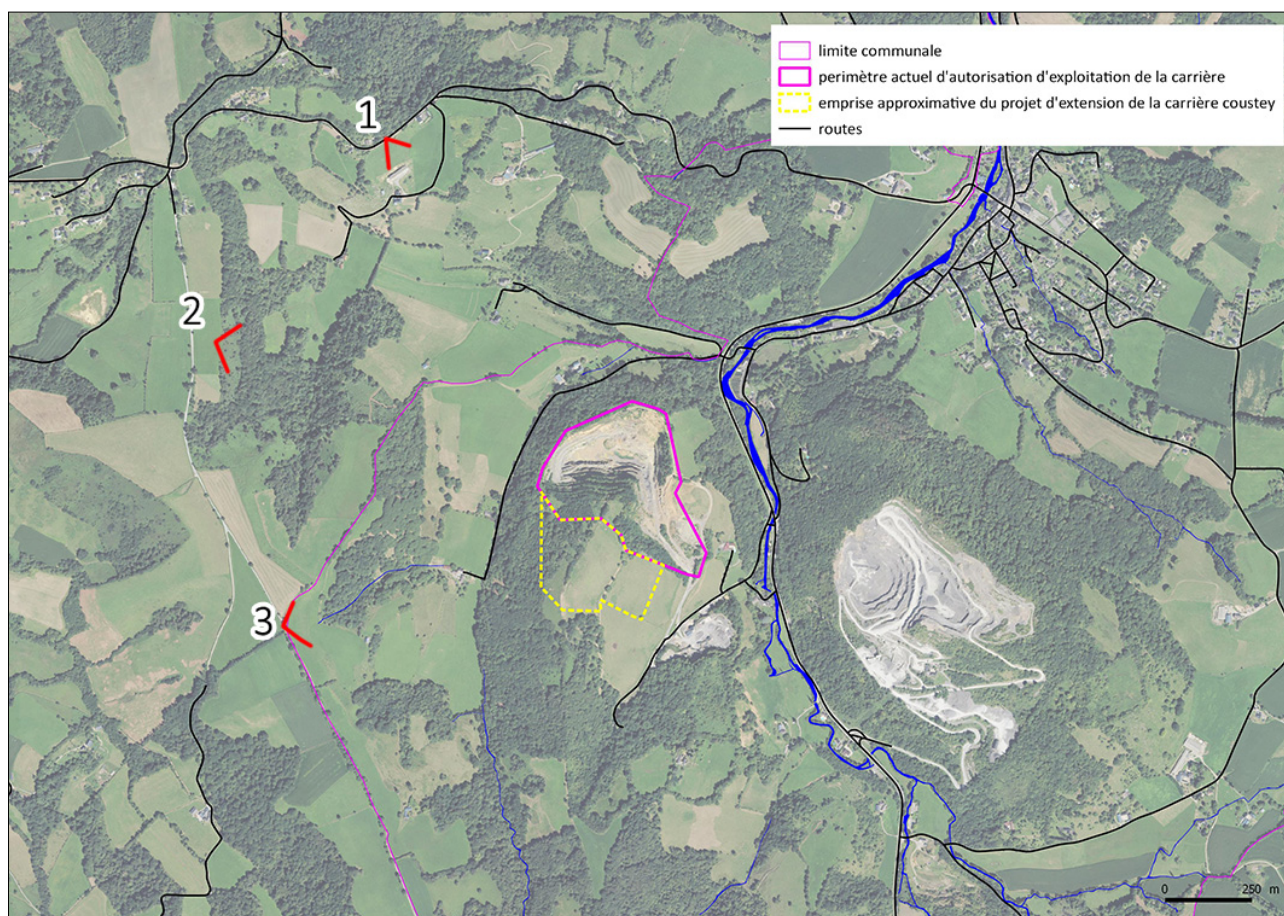 limite communale
perimètre actuel d'autorisation d'exploitation de la carrière
emprise approximative du projet d'extension de la carrière coustey
routes
1
2
3
0 250 m